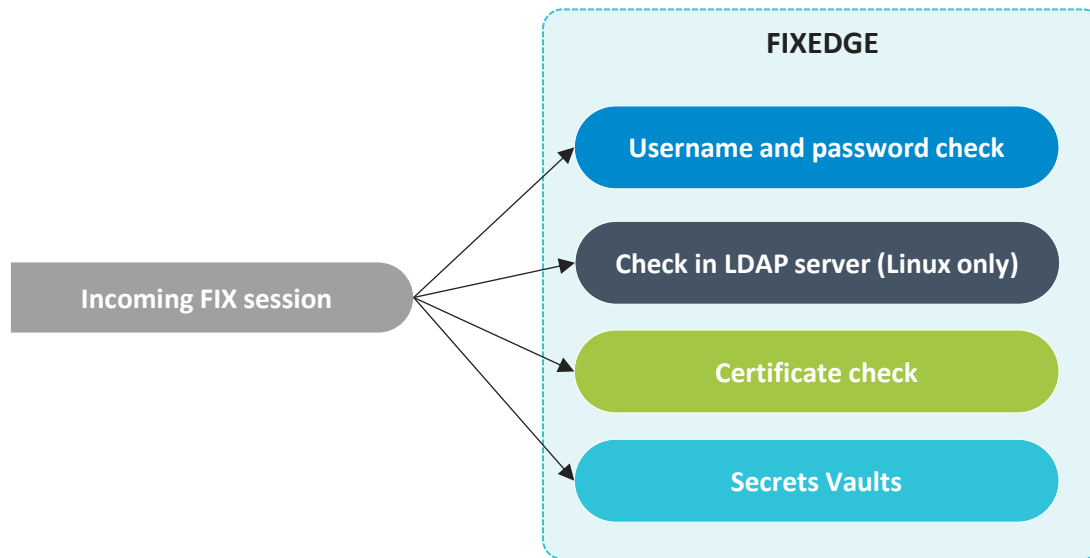 FIXEDGE
Username and password check
Check in LDAP server (Linux only)
Incoming FIX session
Certificate check
Secrets Vaults